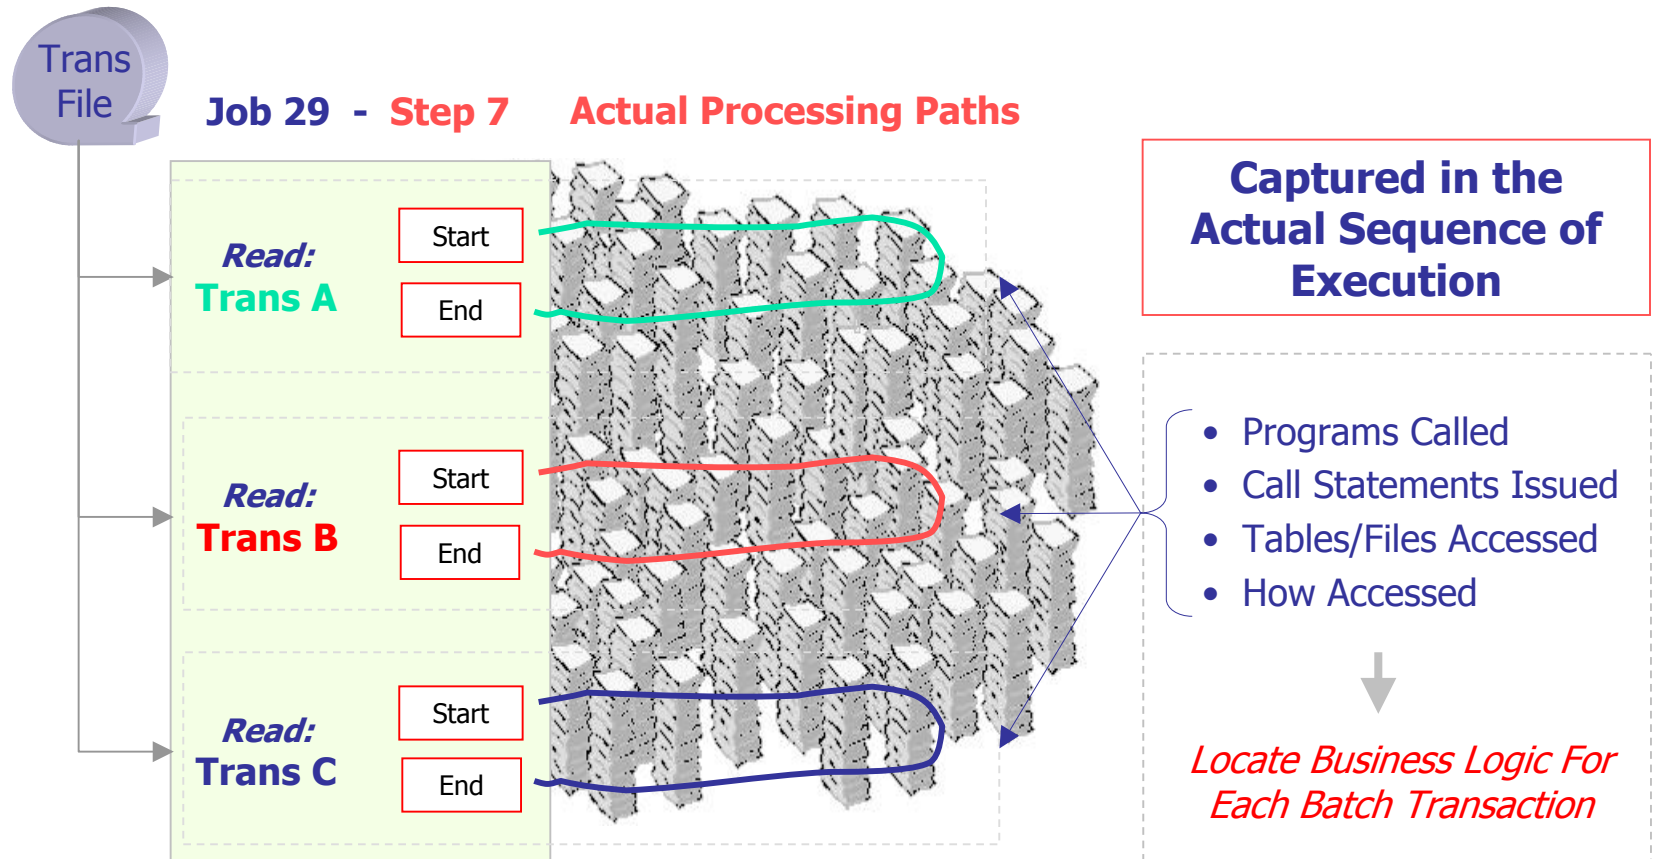 Trans
File
Job 29 - Step 7
Actual Processing Paths
Read:
Trans A
Start
End
Read:
Trans B
Start
End
Read:
Trans C
Start
End
Captured in the
Actual Sequence of
Execution
• Programs Called
• Call Statements Issued
• Tables/Files Accessed
• How Accessed
Locate Business Logic For
Each Batch Transaction